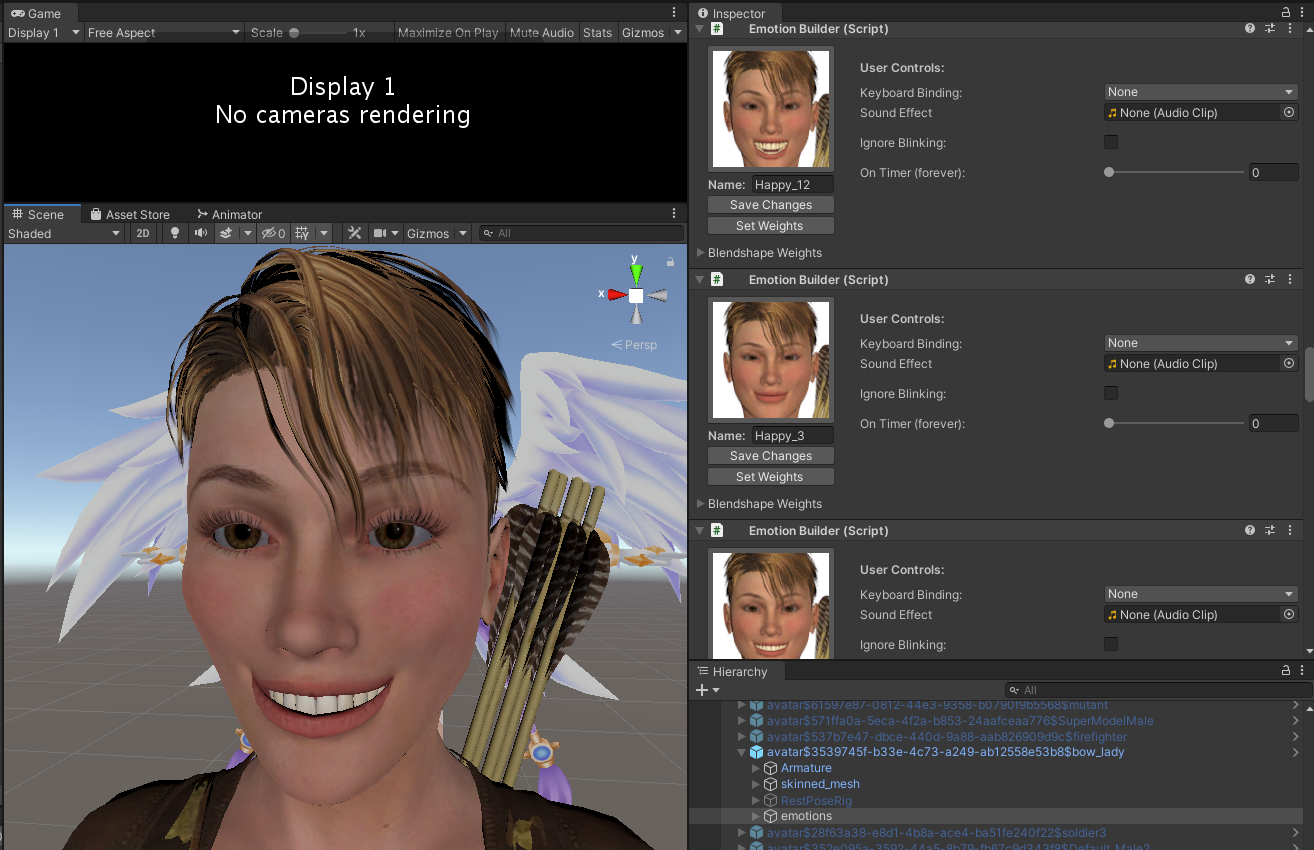 Game
Display 1 Free Aspect Scale 1x Maximize On Play Mute Audio Stats Gizmos
Display 1
No cameras rendering
Scene Asset Store Animator
Shaded 2D 0 Gizmos All
y
x
Persp
Inspector
Emotion Builder (Script)
User Controls:
Keyboard Binding: None
Sound Effect None (Audio Clip)
Ignore Blinking:
On Timer (forever): 0
Name: Happy_12
Save Changes
Set Weights
Blendshape Weights
Emotion Builder (Script)
User Controls:
Keyboard Binding: None
Sound Effect None (Audio Clip)
Ignore Blinking:
On Timer (forever): 0
Name: Happy_3
Save Changes
Set Weights
Blendshape Weights
Emotion Builder (Script)
User Controls:
Keyboard Binding: None
Sound Effect None (Audio Clip)
Ignore Blinking:
Hierarchy
All
avatar$61597e87-0812-44e3-9358-b0790f9b5568$mutant
avatar$571ffa0a-5eca-4f2a-b853-24aafceaa776$SuperModelMale
avatar$537b7e47-dbce-440d-9a88-aab826909d9c$firefighter
avatar$3539745f-b33e-4c73-a249-ab12558e53b8$bow_lady
Armature
skinned_mesh
RestPoseRig
emotions
avatar$28f63a38-e8d1-4b8a-ace4-ba51fe240f22$soldier3
avatar$352e095a-3592-44a5-8b79-fb67c9d343f8$Default_Male2